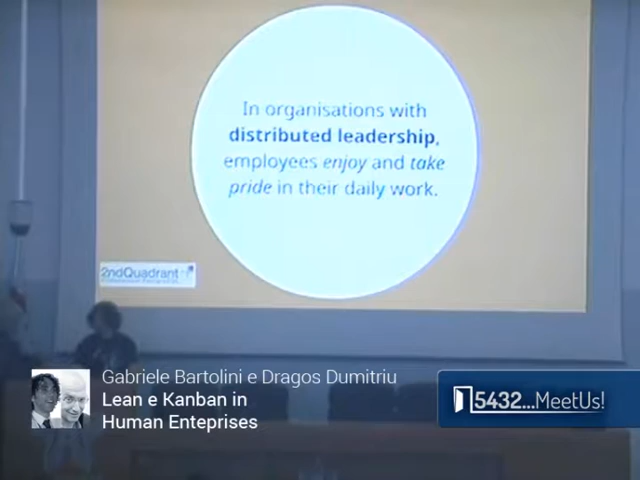 In organisations with
distributed leadership,
employees enjoy and take
pride in their daily work.
2ndQuadrant
Gabriele Bartolini e Dragos Dumitriu
Lean e Kanban in
Human Enteprises
5432...MeetUs!